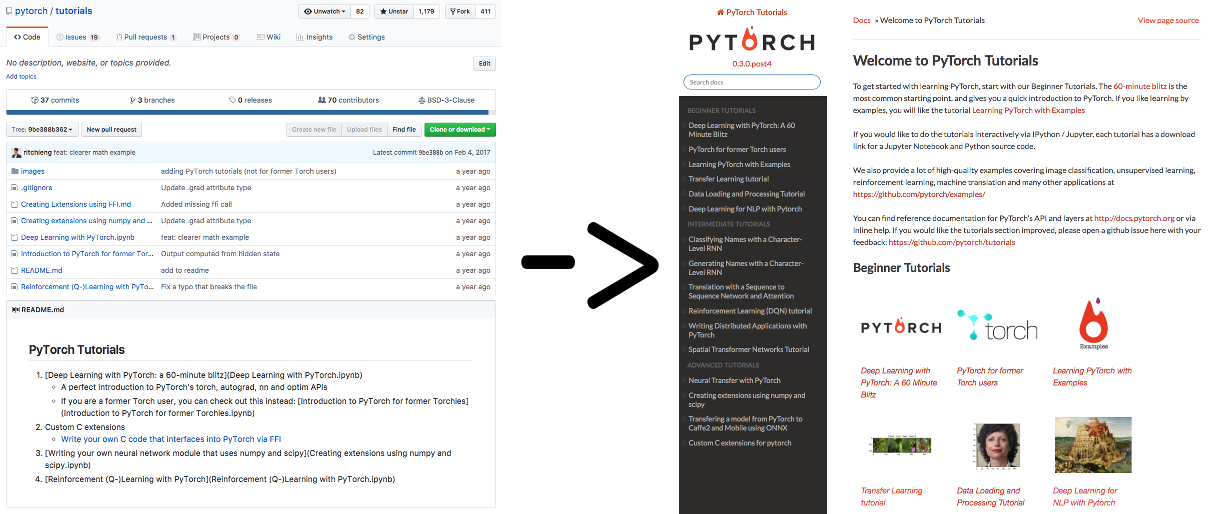 pytorch / tutorials
Unwatch 82
Unstar 1,179
Fork 411
Code
Issues 19
Pull requests 1
Projects 0
Wiki
Insights
Settings
No description, website, or topics provided.
Edit
Add topics
37 commits
3 branches
0 releases
70 contributors
BSD-3-Clause
Tree: 9be388b362
New pull request
Create new file
Upload files
Find file
Clone or download
ritchieng feat: clearer math example
Latest commit 9be388b on Feb 4, 2017
images adding PyTorch tutorials (not for former Torch users) a year ago
.gitignore Update .grad attribute type a year ago
Creating Extensions using FFI.md Added missing ffi call a year ago
Creating extensions using numpy and ... Update .grad attribute type a year ago
Deep Learning with PyTorch.ipynb feat: clearer math example a year ago
Introduction to PyTorch for former Tor... Output computed from hidden state a year ago
README.md add to readme a year ago
Reinforcement (Q-)Learning with PyTo... Fix a typo that breaks the file a year ago
README.md
PyTorch Tutorials
1. [Deep Learning with PyTorch: a 60-minute blitz](Deep Learning with PyTorch.ipynb)
A perfect introduction to PyTorch's torch, autograd, nn and optim APIs
If you are a former Torch user, you can check out this instead: [Introduction to PyTorch for former Torchies]
(Introduction to PyTorch for former Torchies.ipynb)
2. Custom C extensions
Write your own C code that interfaces into PyTorch via FFI
3. [Writing your own neural network module that uses numpy and scipy](Creating extensions using numpy and
scipy.ipynb)
4. [Reinforcement (Q-)Learning with PyTorch](Reinforcement (Q-)Learning with PyTorch.ipynb)
PyTorch Tutorials
PYTORCH
0.3.0.post4
Search docs
BEGINNER TUTORIALS
Deep Learning with PyTorch: A 60
Minute Blitz
PyTorch for former Torch users
Learning PyTorch with Examples
Transfer Learning tutorial
Data Loading and Processing Tutorial
Deep Learning for NLP with Pytorch
INTERMEDIATE TUTORIALS
Classifying Names with a Character-
Level RNN
Generating Names with a Character-
Level RNN
Translation with a Sequence to
Sequence Network and Attention
Reinforcement Learning (DQN) tutorial
Writing Distributed Applications with
PyTorch
Spatial Transformer Networks Tutorial
ADVANCED TUTORIALS
Neural Transfer with PyTorch
Creating extensions using numpy and
scipy
Transfering a model from PyTorch to
Caffe2 and Mobile using ONNX
Custom C extensions for pytorch
Docs » Welcome to PyTorch Tutorials
View page source
Welcome to PyTorch Tutorials
To get started with learning PyTorch, start with our Beginner Tutorials. The 60-minute blitz is the
most common starting point, and gives you a quick introduction to PyTorch. If you like learning by
examples, you will like the tutorial Learning PyTorch with Examples
If you would like to do the tutorials interactively via IPython / Jupyter, each tutorial has a download
link for a Jupyter Notebook and Python source code.
We also provide a lot of high-quality examples covering image classification, unsupervised learning,
reinforcement learning, machine translation and many other applications at
https://github.com/pytorch/examples/
You can find reference documentation for PyTorch's API and layers at http://docs.pytorch.org or via
inline help. If you would like the tutorials section improved, please open a github issue here with your
feedback: https://github.com/pytorch/tutorials
Beginner Tutorials
PYTORCH
torch
Examples
Deep Learning with
PyTorch: A 60 Minute
Blitz
PyTorch for former
Torch users
Learning PyTorch with
Examples
Transfer Learning
tutorial
Data Loading and
Processing Tutorial
Deep Learning for
NLP with Pytorch